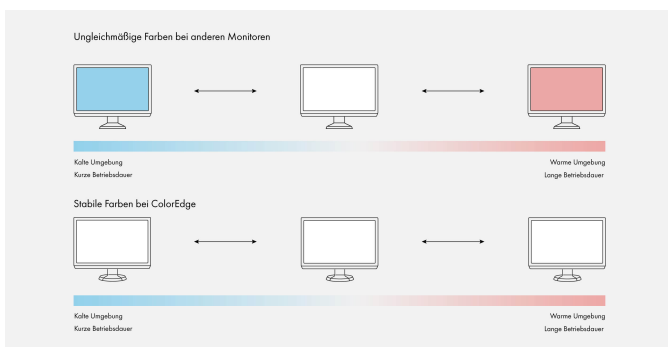 Ungleichmäßige Farben bei anderen Monitoren
Kalte Umgebung
Kurze Betriebsdauer
Warme Umgebung
Lange Betriebsdauer
Stabile Farben bei ColorEdge
Kalte Umgebung
Kurze Betriebsdauer
Warme Umgebung
Lange Betriebsdauer